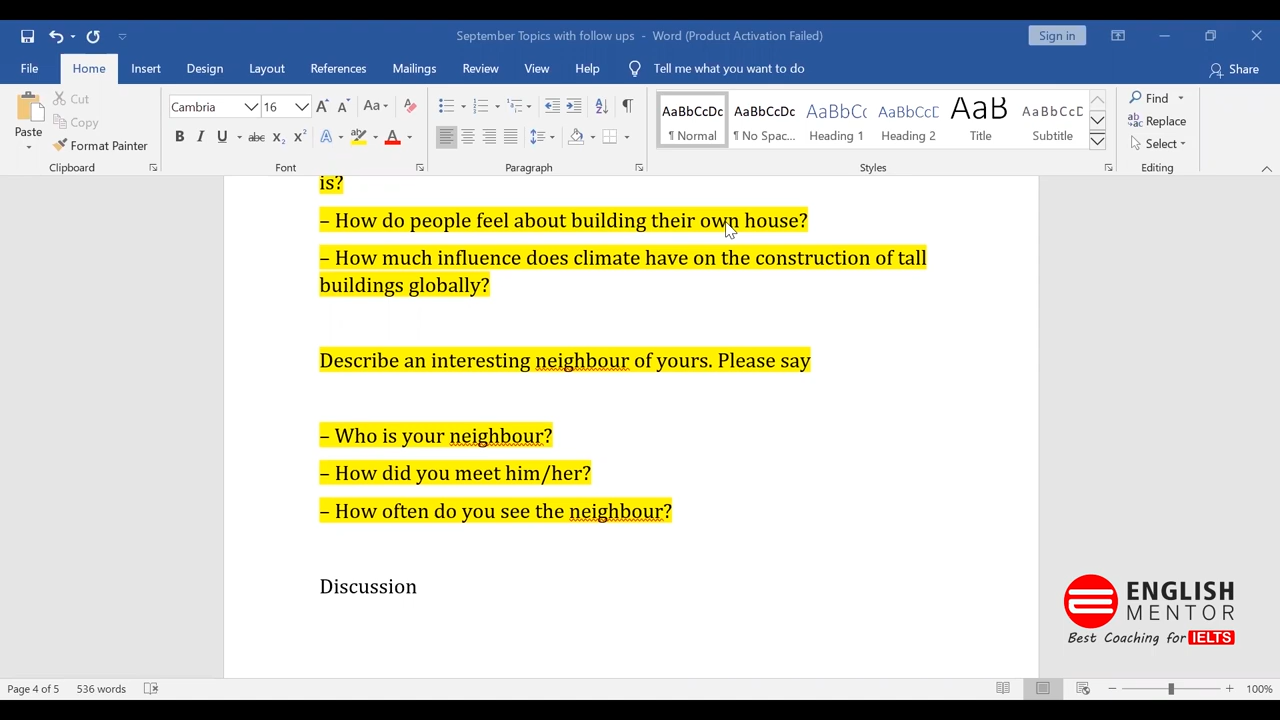 September Topics with follow ups - Word (Product Activation Failed)
Sign in
File Home Insert Design Layout References Mailings Review View Help Tell me what you want to do Share
Paste
Cut
Copy
Format Painter
Clipboard
Cambria 16 Aa
B I U abc x₂ x² A A
Font
Paragraph
AaBbCcDc AaBbCcDc AaBbCc AaBbCcD AaB AaBbCcD
¶ Normal ¶ No Spac... Heading 1 Heading 2 Title Subtitle
Styles
Find
Replace
Select
Editing
is?
– How do people feel about building their own house?
– How much influence does climate have on the construction of tall
buildings globally?
Describe an interesting neighbour of yours. Please say
– Who is your neighbour?
– How did you meet him/her?
– How often do you see the neighbour?
Discussion
ENGLISH
MENTOR
Best Coaching for IELTS
Page 4 of 5 536 words 100%